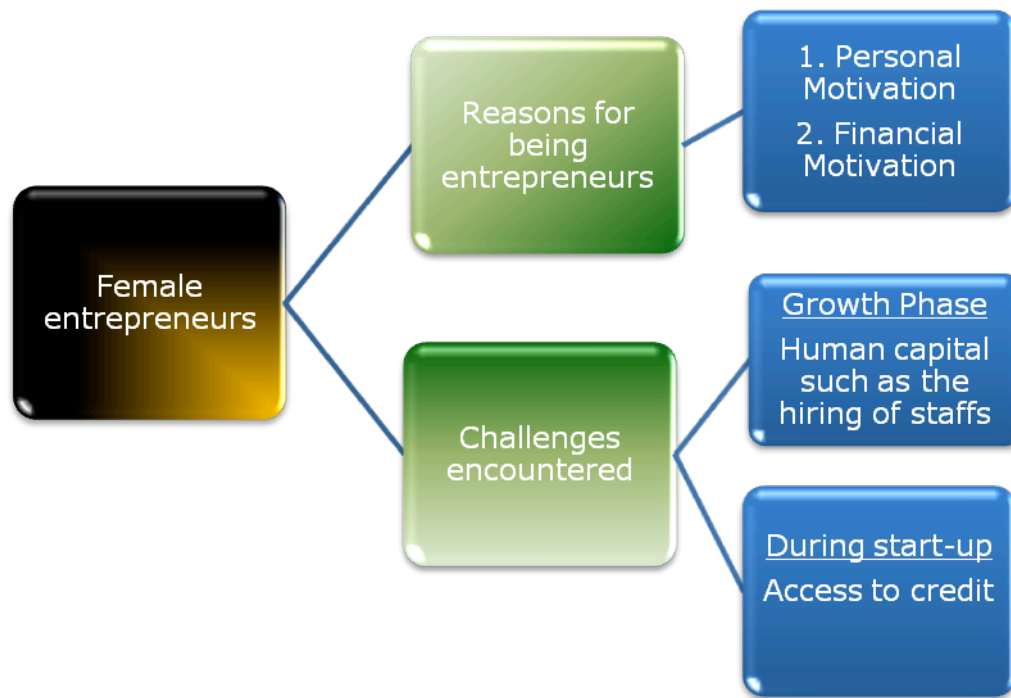 Female
entrepreneurs
Reasons for
being
entrepreneurs
1. Personal
Motivation
2. Financial
Motivation
Challenges
encountered
Growth Phase
Human capital
such as the
hiring of staffs
During start-up
Access to credit